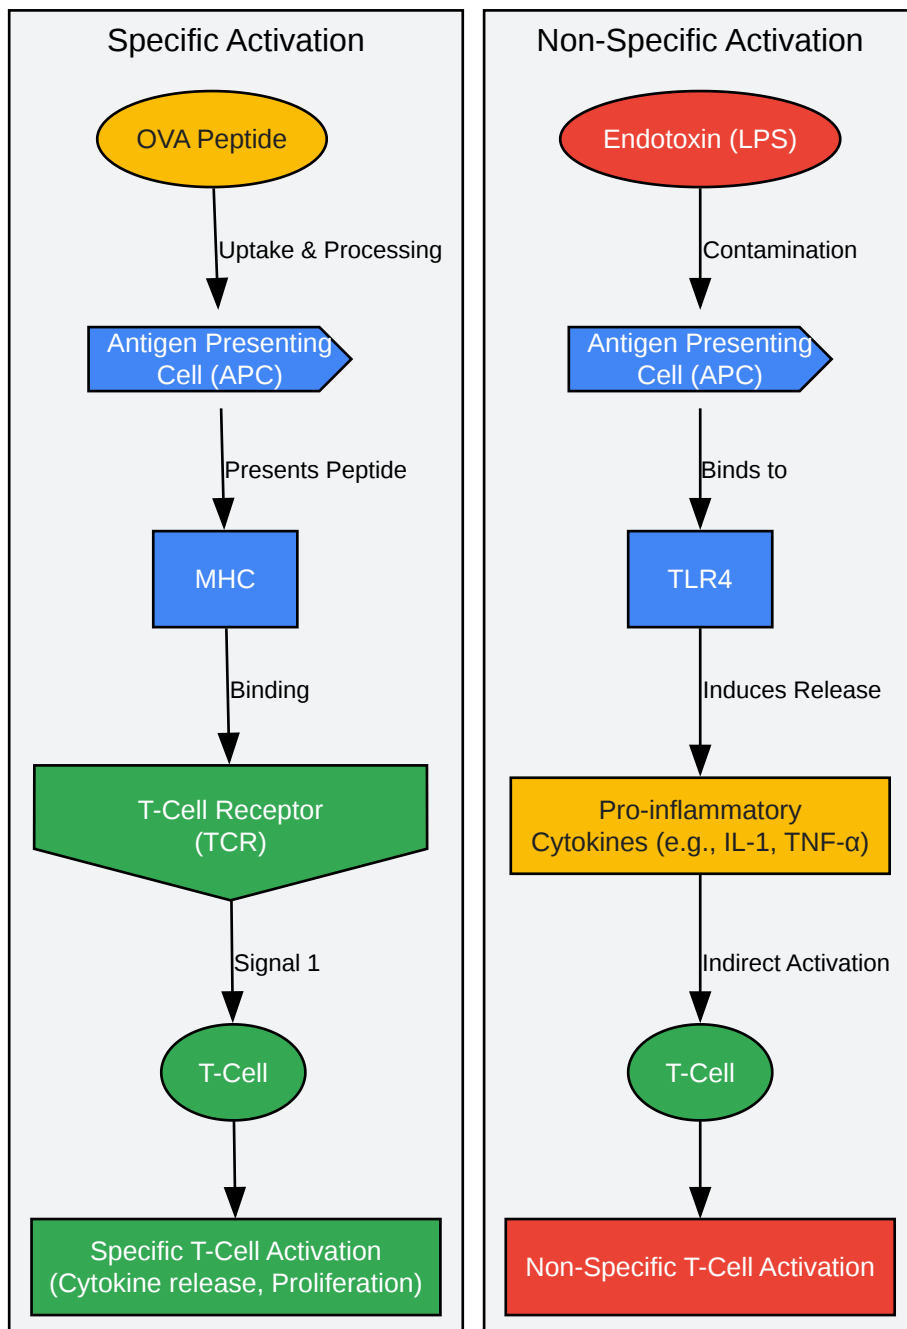 Specific Activation
OVA Peptide
Uptake & Processing
Antigen Presenting
Cell (APC)
Presents Peptide
MHC
Binding
T-Cell Receptor
(TCR)
Signal 1
T-Cell
Specific T-Cell Activation
(Cytokine release, Proliferation)
Non-Specific Activation
Endotoxin (LPS)
Contamination
Antigen Presenting
Cell (APC)
Binds to
TLR4
Induces Release
Pro-inflammatory
Cytokines (e.g., IL-1, TNF-α)
Indirect Activation
T-Cell
Non-Specific T-Cell Activation